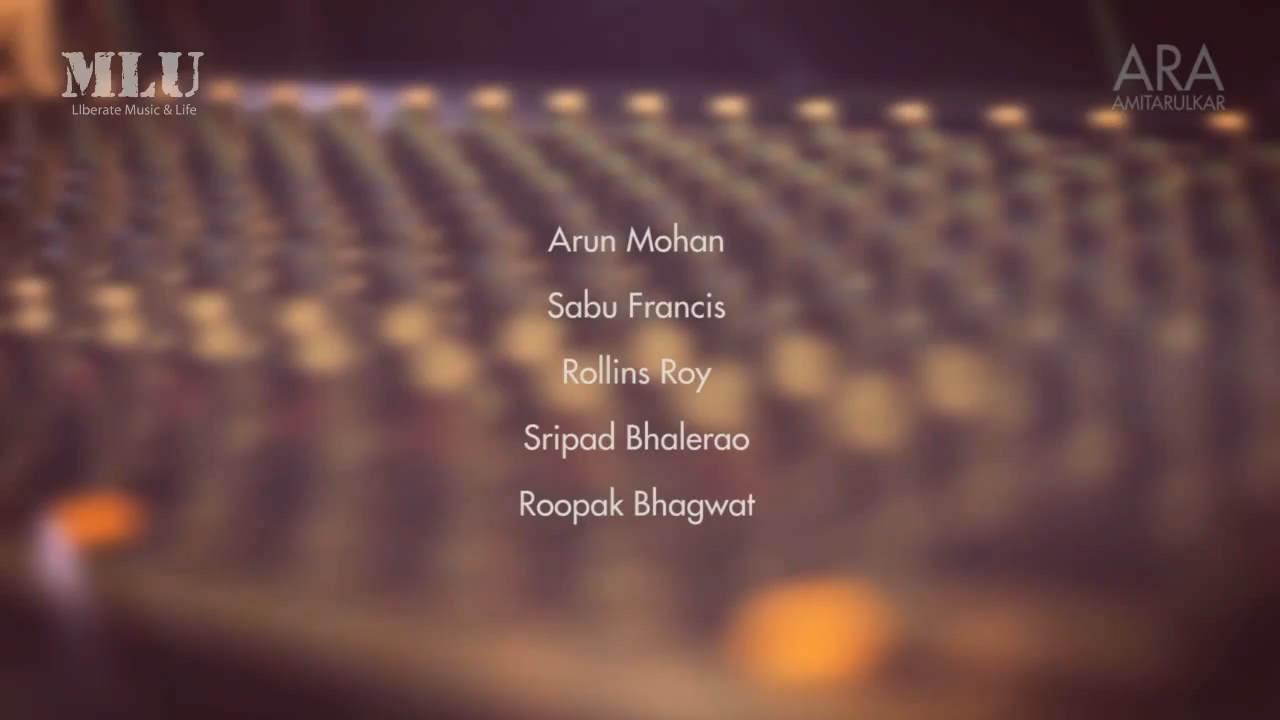 MLU
LIberate Music & Life
ARA
AMITARULKAR
Arun Mohan
Sabu Francis
Rollins Roy
Sripad Bhalerao
Roopak Bhagwat